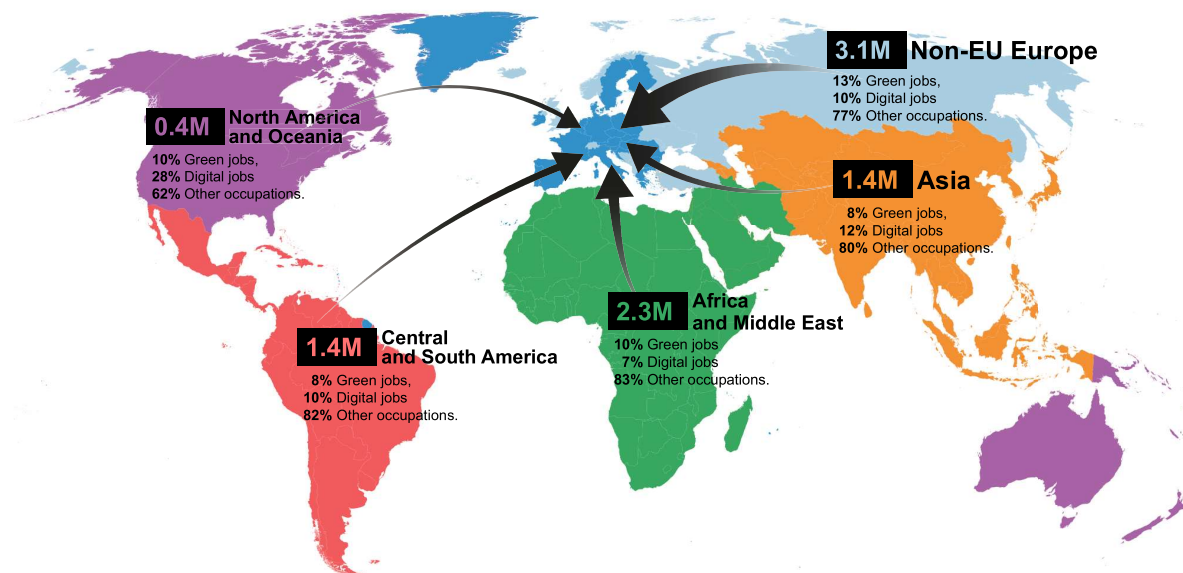 3.1M Non-EU Europe
13% Green jobs,
10% Digital jobs
77% Other occupations.
0.4M North America
and Oceania
10% Green jobs,
28% Digital jobs
62% Other occupations.
1.4M Asia
8% Green jobs,
12% Digital jobs
80% Other occupations.
2.3M Africa
and Middle East
10% Green jobs
7% Digital jobs
83% Other occupations.
1.4M Central
and South America
8% Green jobs,
10% Digital jobs
82% Other occupations.